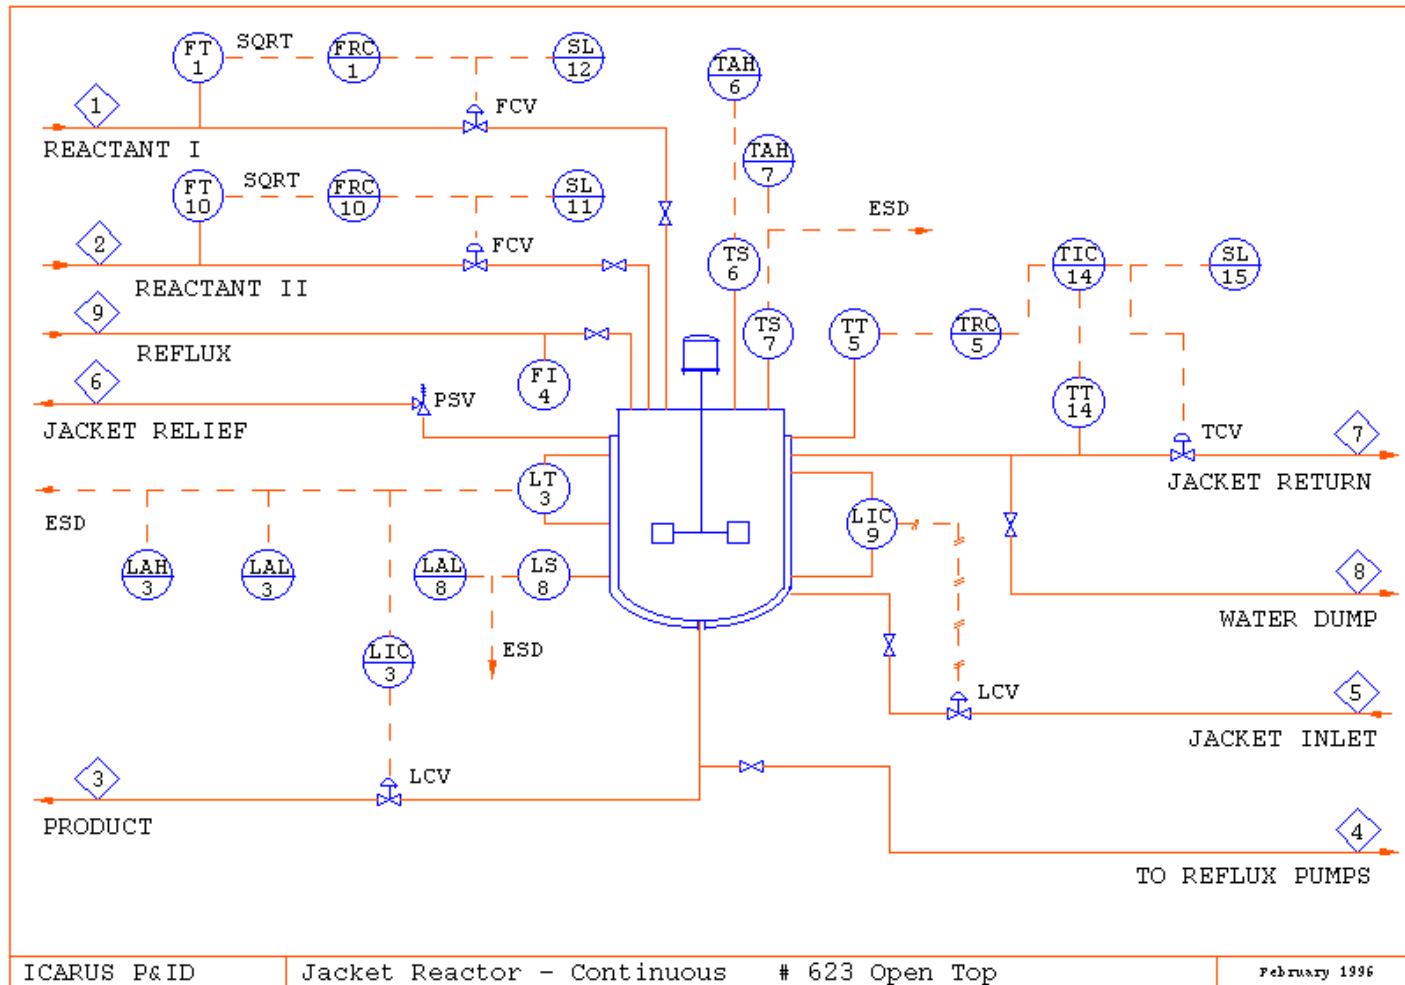 SQRT
FT
1
FRC
1
SL
12
TAH
6
1
FCV
REACTANT I
TAH
7
SQRT
FT
10
FRC
10
SL
11
ESD
2
FCV
TS
6
TIC
14
SL
15
REACTANT II
9
REFLUX
TS
7
TT
5
TRC
5
6
FI
4
PSV
TT
14
JACKET RELIEF
TCV
7
LT
3
JACKET RETURN
ESD
LIC
9
LAH
3
LAL
3
LAL
8
LS
8
8
WATER DUMP
ESD
LIC
3
LCV
5
JACKET INLET
3
LCV
PRODUCT
4
TO REFLUX PUMPS
ICARUS P&ID
Jacket Reactor - Continuous # 623 Open Top
February 1996